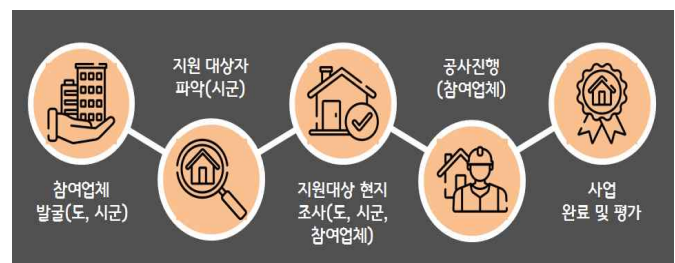 참여업체
발굴(도, 시군)
지원 대상자
파악(시군)
지원대상 현지
조사(도, 시군,
참여업체)
공사진행
(참여업체)
사업
완료 및 평가